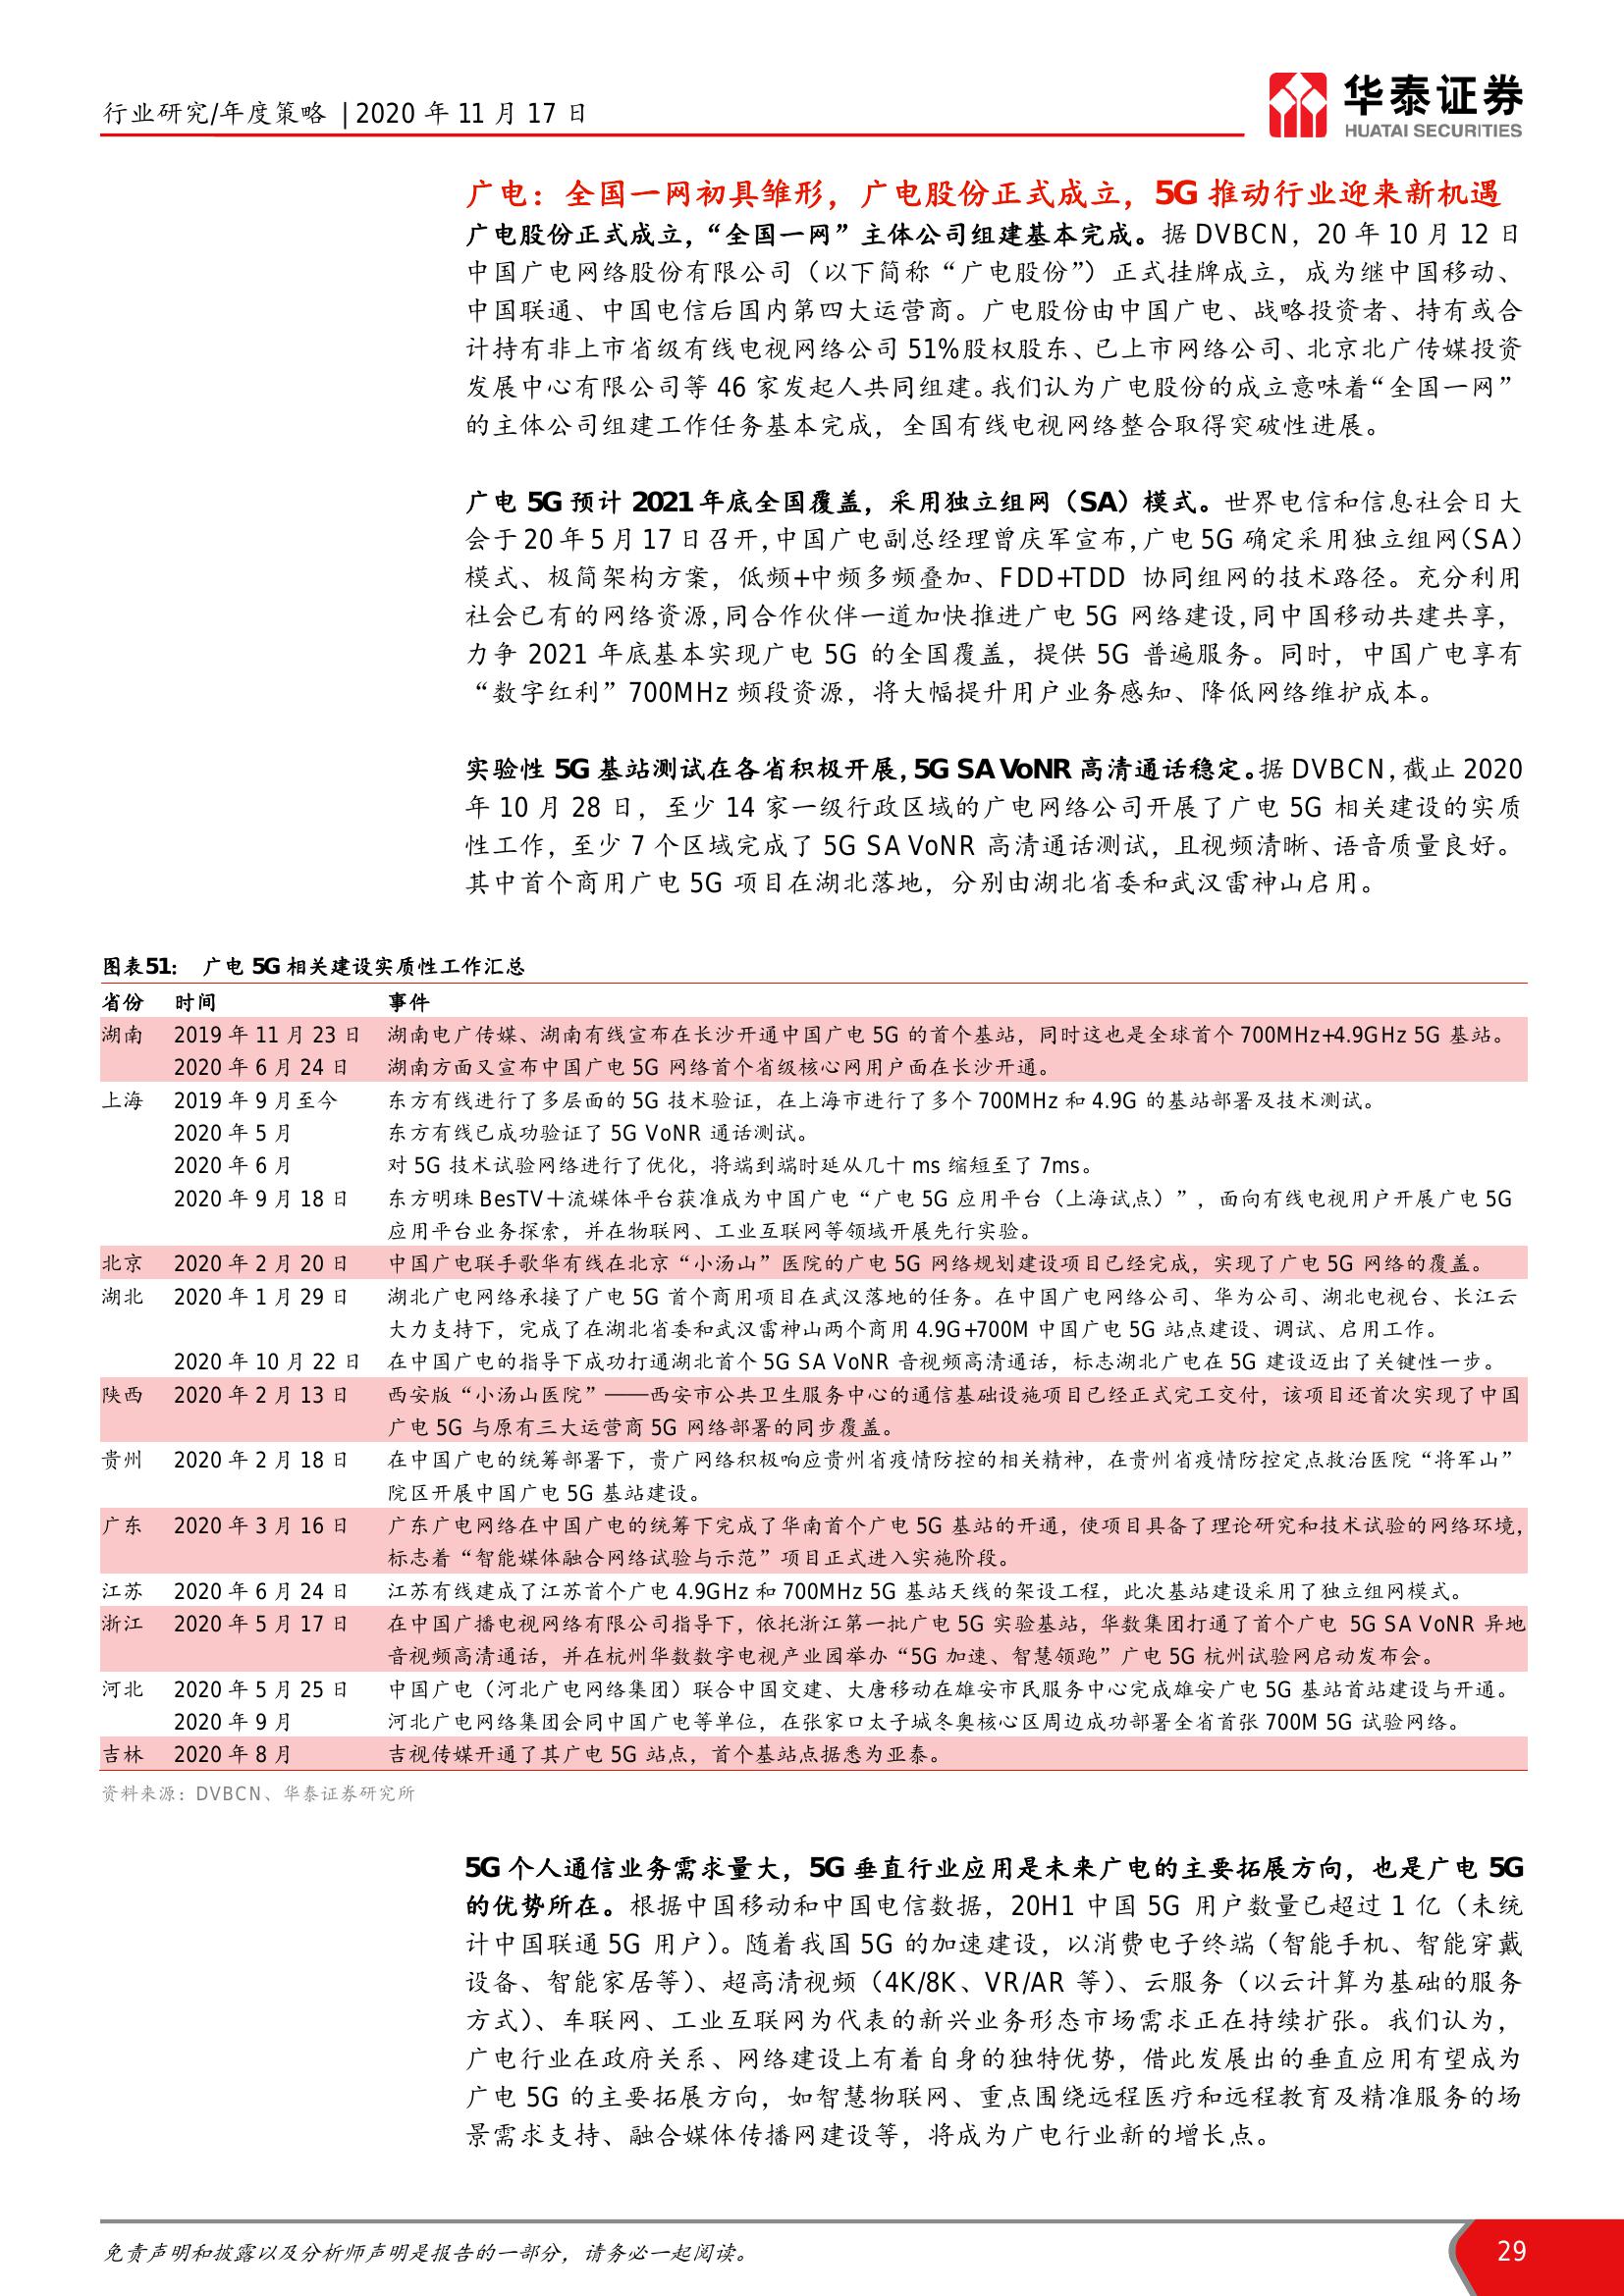 行业研究/年度策略 | 2020 年 11 月 17 日
华泰证券
HUATAI SECURITIES
广电：全国一网初具雏形，广电股份正式成立，5G 推动行业迎来新机遇
广电股份正式成立，“全国一网”主体公司组建基本完成。据 DVBCN，20 年 10 月 12 日
中国广电网络股份有限公司（以下简称“广电股份”）正式挂牌成立，成为继中国移动、
中国联通、中国电信后国内第四大运营商。广电股份由中国广电、战略投资者、持有或合
计持有非上市省级有线电视网络公司 51%股权股东、已上市网络公司、北京北广传媒投资
发展中心有限公司等 46 家发起人共同组建。我们认为广电股份的成立意味着“全国一网”
的主体公司组建工作任务基本完成，全国有线电视网络整合取得突破性进展。
广电 5G 预计 2021 年底全国覆盖，采用独立组网（SA）模式。世界电信和信息社会日大
会于 20 年 5 月 17 日召开，中国广电副总经理曾庆军宣布，广电 5G 确定采用独立组网（SA）
模式、极简架构方案，低频+中频多频叠加、FDD+TDD 协同组网的技术路径。充分利用
社会已有的网络资源，同合作伙伴一道加快推进广电 5G 网络建设，同中国移动共建共享，
力争 2021 年底基本实现广电 5G 的全国覆盖，提供 5G 普遍服务。同时，中国广电享有
“数字红利”700MHz 频段资源，将大幅提升用户业务感知、降低网络维护成本。
实验性 5G 基站测试在各省积极开展，5G SA VoNR 高清通话稳定。据 DVBCN，截止 2020
年 10 月 28 日，至少 14 家一级行政区域的广电网络公司开展了广电 5G 相关建设的实质
性工作，至少 7 个区域完成了 5G SA VoNR 高清通话测试，且视频清晰、语音质量良好。
其中首个商用广电 5G 项目在湖北落地，分别由湖北省委和武汉雷神山启用。
图表51： 广电 5G 相关建设实质性工作汇总
省份 时间 事件
湖南 2019 年 11 月 23 日 湖南电广传媒、湖南有线宣布在长沙开通中国广电 5G 的首个基站，同时这也是全球首个 700MHz+4.9GHz 5G 基站。
2020 年 6 月 24 日 湖南方面又宣布中国广电 5G 网络首个省级核心网用户面在长沙开通。
上海 2019 年 9 月至今 东方有线进行了多层面的 5G 技术验证，在上海市进行了多个 700MHz 和 4.9G 的基站部署及技术测试。
2020 年 5 月 东方有线已成功验证了 5G VoNR 通话测试。
2020 年 6 月 对 5G 技术试验网络进行了优化，将端到端时延从几十 ms 缩短至了 7ms。
2020 年 9 月 18 日 东方明珠 BesTV＋流媒体平台获准成为中国广电“广电 5G 应用平台（上海试点）”，面向有线电视用户开展广电 5G
应用平台业务探索，并在物联网、工业互联网等领域开展先行实验。
北京 2020 年 2 月 20 日 中国广电联手歌华有线在北京“小汤山”医院的广电 5G 网络规划建设项目已经完成，实现了广电 5G 网络的覆盖。
湖北 2020 年 1 月 29 日 湖北广电网络承接了广电 5G 首个商用项目在武汉落地的任务。在中国广电网络公司、华为公司、湖北电视台、长江云
大力支持下，完成了在湖北省委和武汉雷神山两个商用 4.9G+700M 中国广电 5G 站点建设、调试、启用工作。
2020 年 10 月 22 日 在中国广电的指导下成功打通湖北首个 5G SA VoNR 音视频高清通话，标志湖北广电在 5G 建设迈出了关键性一步。
陕西 2020 年 2 月 13 日 西安版“小汤山医院”——西安市公共卫生服务中心的通信基础设施项目已经正式完工交付，该项目还首次实现了中国
广电 5G 与原有三大运营商 5G 网络部署的同步覆盖。
贵州 2020 年 2 月 18 日 在中国广电的统筹部署下，贵广网络积极响应贵州省疫情防控的相关精神，在贵州省疫情防控定点救治医院“将军山”
院区开展中国广电 5G 基站建设。
广东 2020 年 3 月 16 日 广东广电网络在中国广电的统筹下完成了华南首个广电 5G 基站的开通，使项目具备了理论研究和技术试验的网络环境，
标志着“智能媒体融合网络试验与示范”项目正式进入实施阶段。
江苏 2020 年 6 月 24 日 江苏有线建成了江苏首个广电 4.9GHz 和 700MHz 5G 基站天线的架设工程，此次基站建设采用了独立组网模式。
浙江 2020 年 5 月 17 日 在中国广播电视网络有限公司指导下，依托浙江第一批广电 5G 实验基站，华数集团打通了首个广电 5G SA VoNR 异地
音视频高清通话，并在杭州华数数字电视产业园举办“5G 加速、智慧领跑”广电 5G 杭州试验网启动发布会。
河北 2020 年 5 月 25 日 中国广电（河北广电网络集团）联合中国交建、大唐移动在雄安市民服务中心完成雄安广电 5G 基站首站建设与开通。
2020 年 9 月 河北广电网络集团会同中国广电等单位，在张家口太子城冬奥核心区周边成功部署全省首张 700M 5G 试验网络。
吉林 2020 年 8 月 吉视传媒开通了其广电 5G 站点，首个基站点据悉为亚泰。
资料来源：DVBCN、华泰证券研究所
5G 个人通信业务需求量大，5G 垂直行业应用是未来广电的主要拓展方向，也是广电 5G
的优势所在。根据中国移动和中国电信数据，20H1 中国 5G 用户数量已超过 1 亿（未统
计中国联通 5G 用户）。随着我国 5G 的加速建设，以消费电子终端（智能手机、智能穿戴
设备、智能家居等）、超高清视频（4K/8K、VR/AR 等）、云服务（以云计算为基础的服务
方式）、车联网、工业互联网为代表的新兴业务形态市场需求正在持续扩张。我们认为，
广电行业在政府关系、网络建设上有着自身的独特优势，借此发展出的垂直应用有望成为
广电 5G 的主要拓展方向，如智慧物联网、重点围绕远程医疗和远程教育及精准服务的场
景需求支持、融合媒体传播网建设等，将成为广电行业新的增长点。
免责声明和披露以及分析师声明是报告的一部分，请务必一起阅读。
29